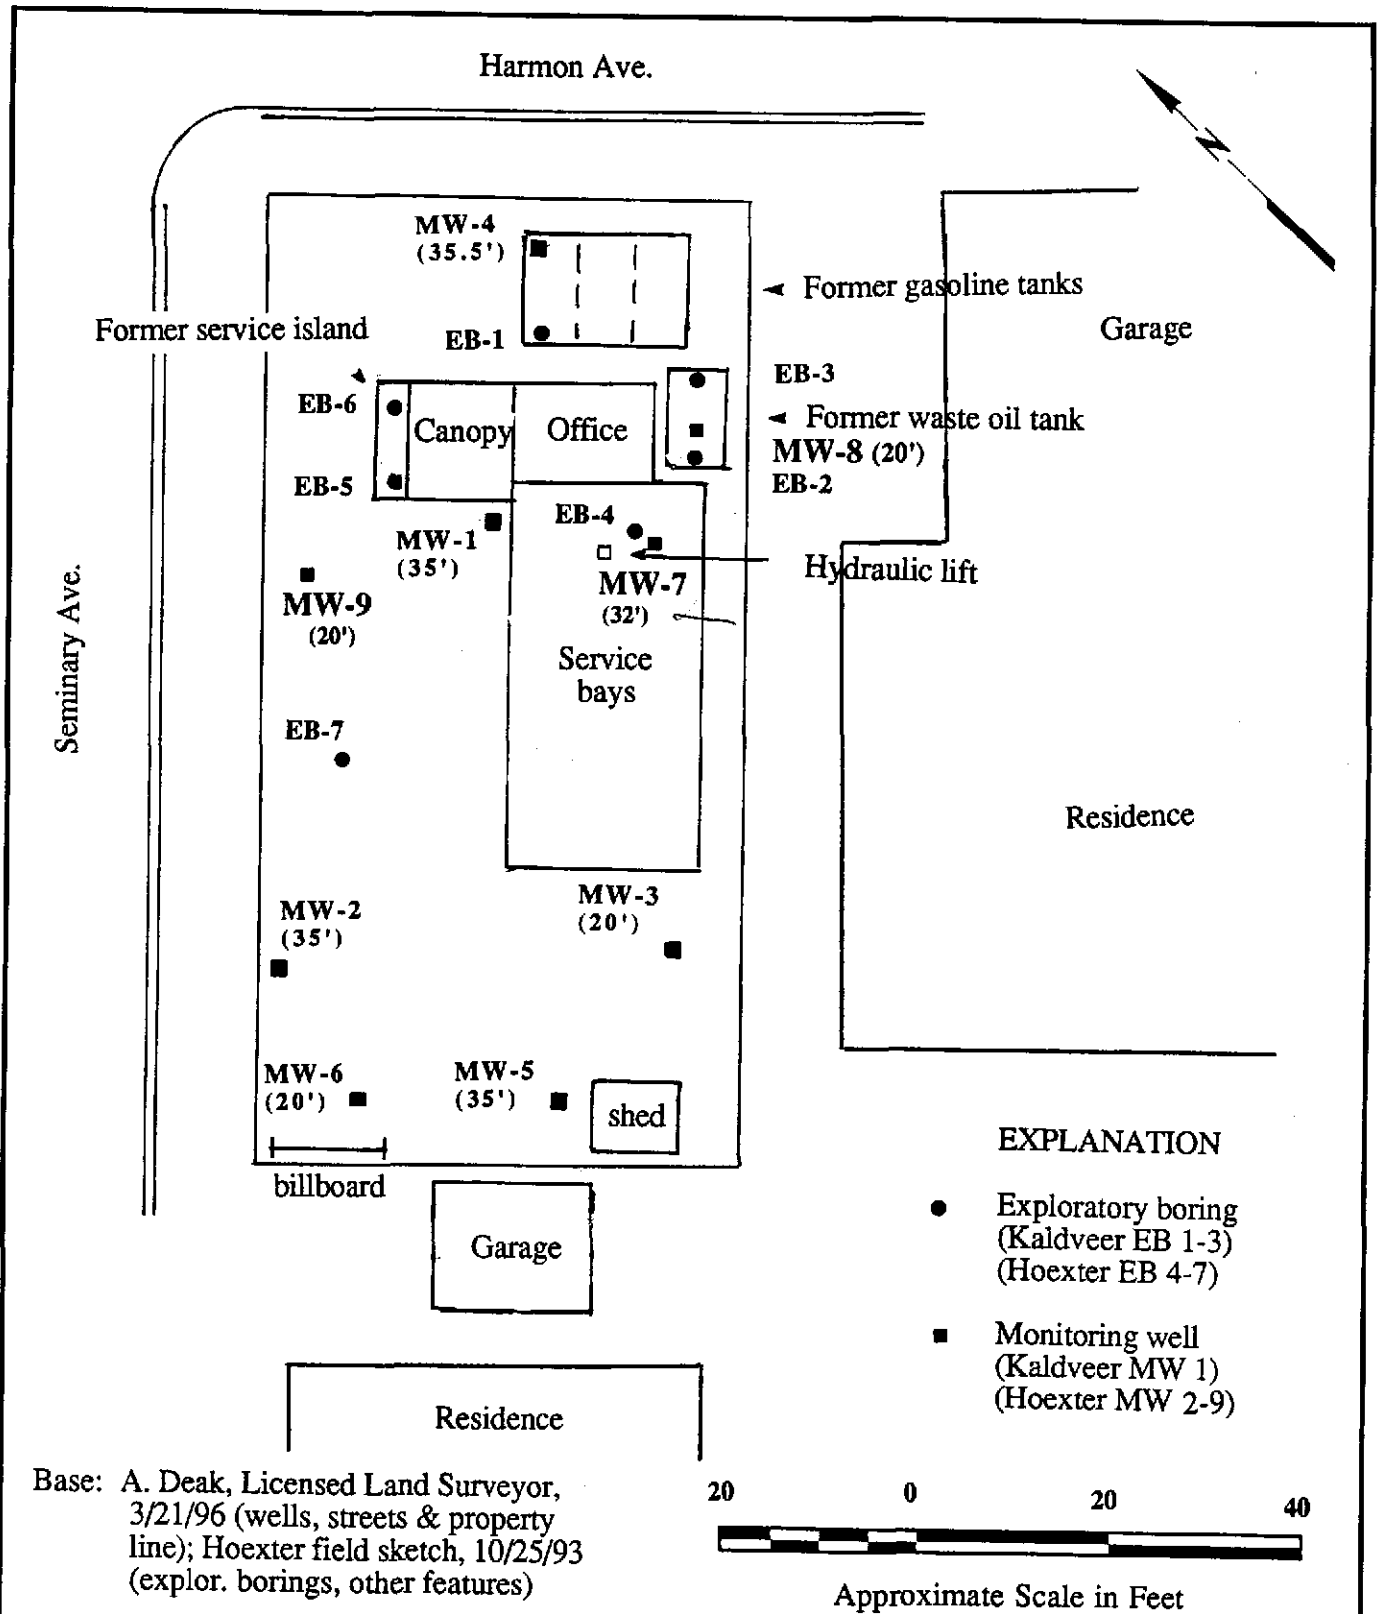 Harmon Ave.
N
MW-4
(35.5')
Former gasoline tanks
Former service island
EB-1
Garage
EB-3
EB-6
Former waste oil tank
Canopy
Office
MW-8 (20')
EB-5
EB-2
EB-4
MW-1
(35')
Hydraulic lift
MW-7
(32')
MW-9
(20')
Seminary Ave.
Service
bays
EB-7
Residence
MW-3
(20')
MW-2
(35')
MW-6
(20')
MW-5
(35')
shed
billboard
Garage
EXPLANATION
Exploratory boring
(Kaldveer EB 1-3)
(Hoexter EB 4-7)
Monitoring well
(Kaldveer MW 1)
(Hoexter MW 2-9)
Residence
Base: A. Deak, Licensed Land Surveyor,
3/21/96 (wells, streets & property
line); Hoexter field sketch, 10/25/93
(explor. borings, other features)
20 0 20 40
Approximate Scale in Feet